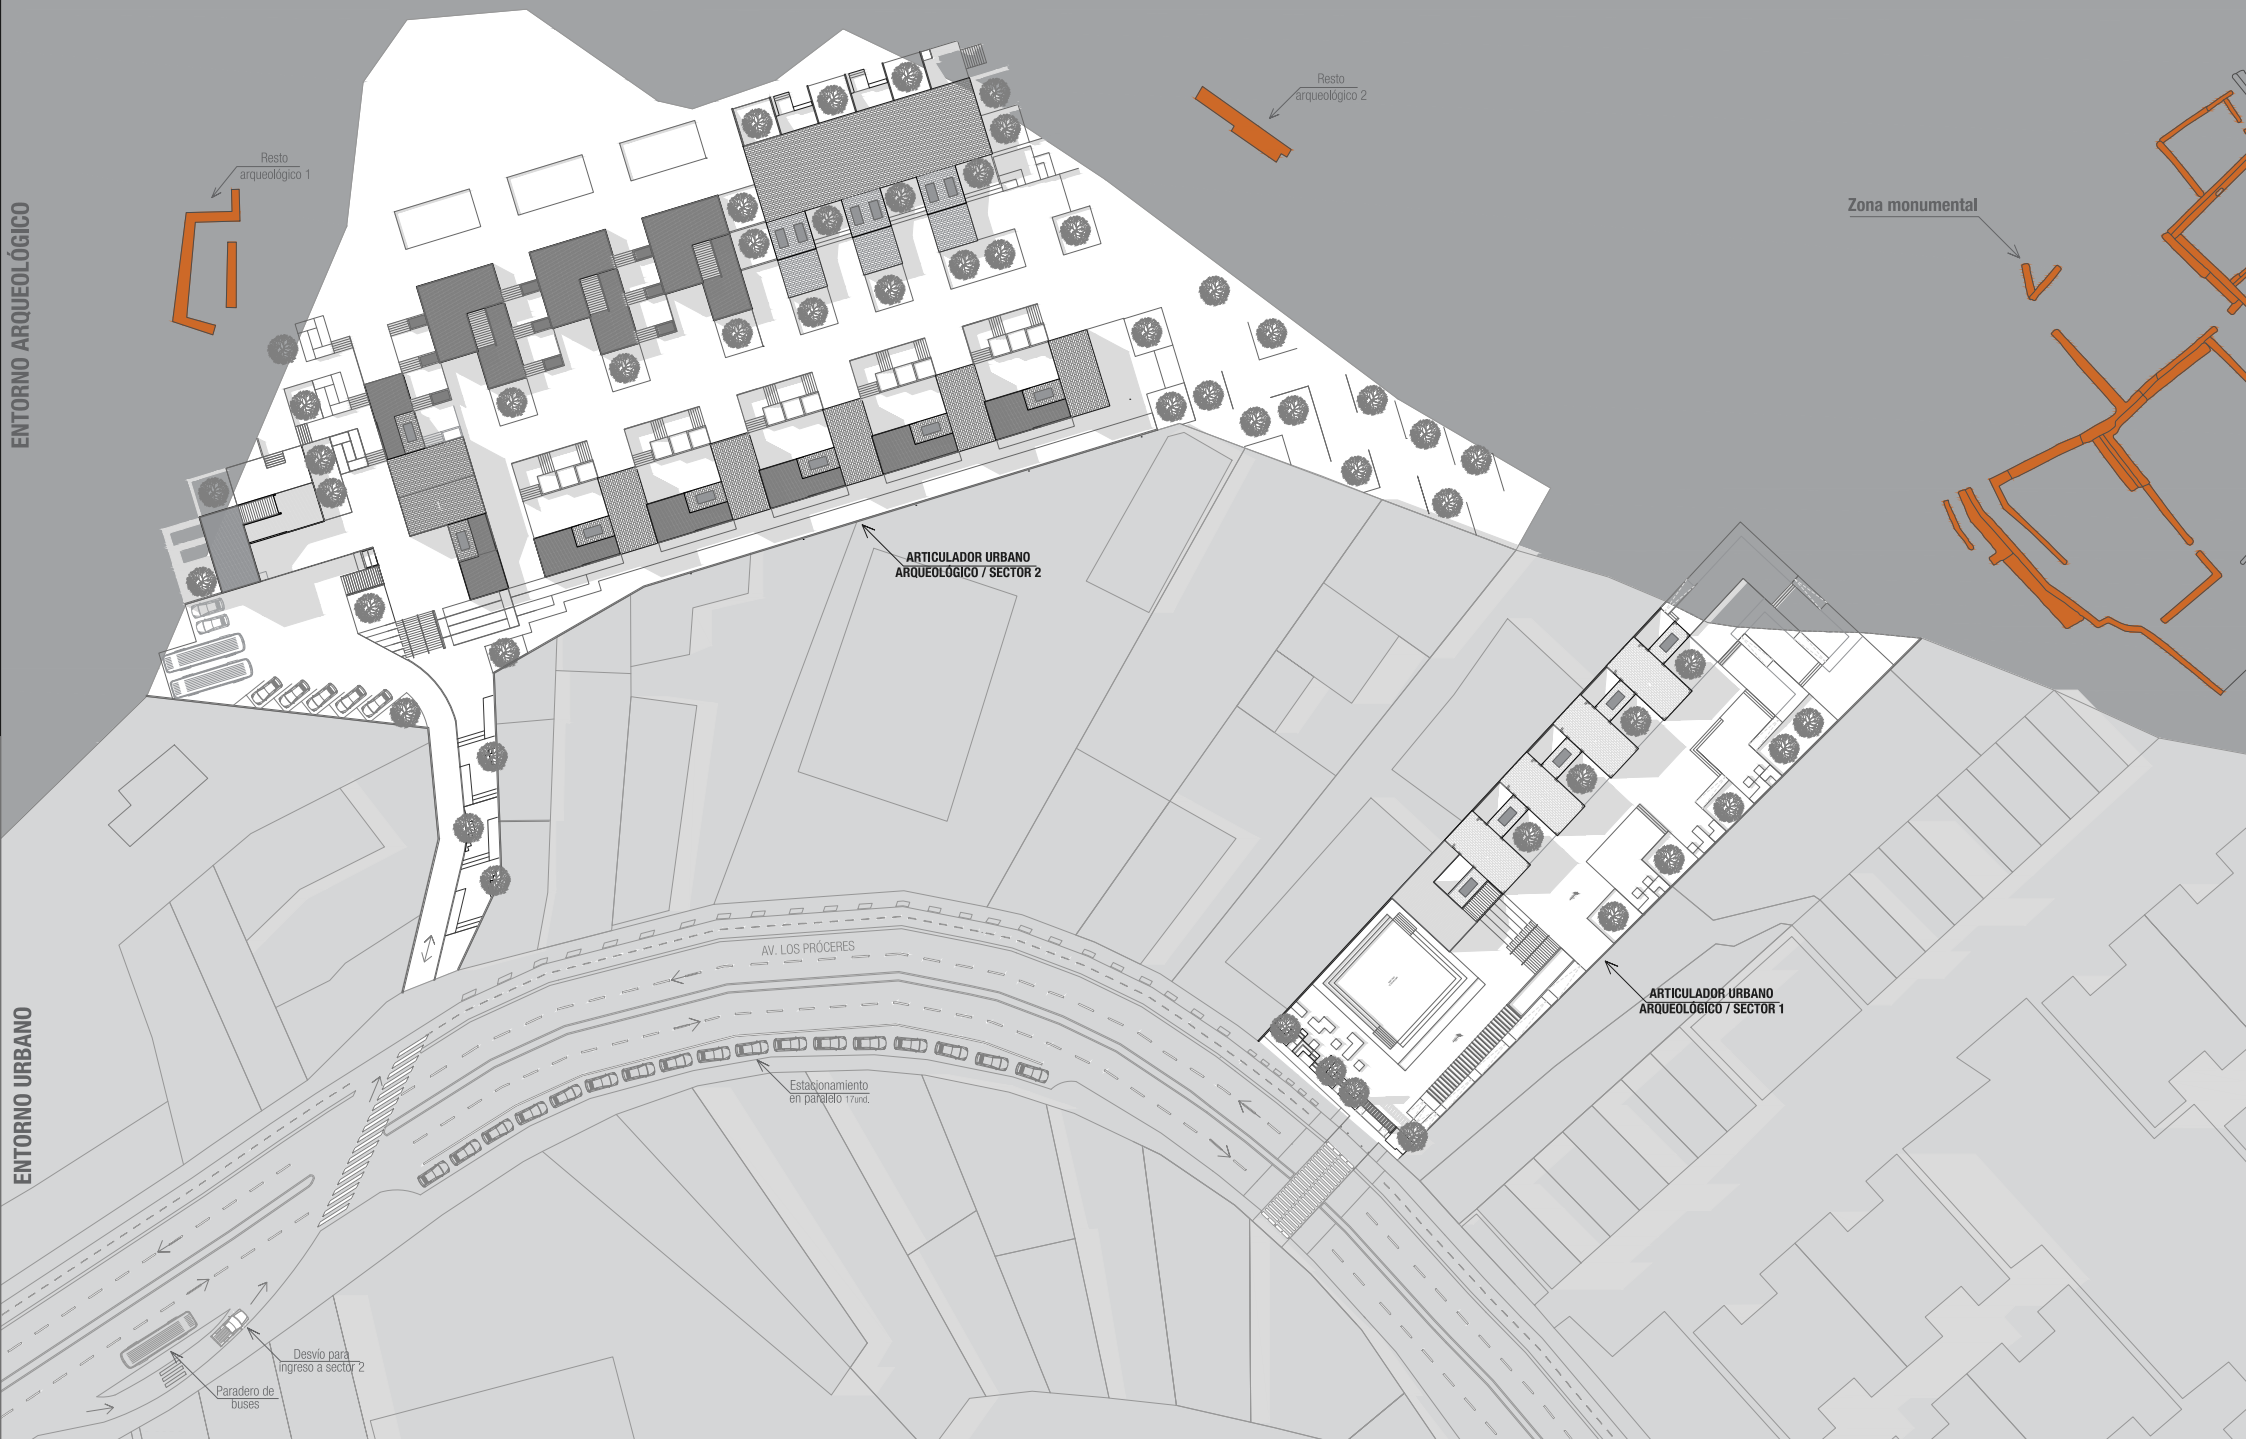 Resto
arqueológico 2
Resto
arqueológico 1
Zona monumental
ENTORNO ARQUEOLÓGICO
ARTICULADOR URBANO
ARQUEOLÓGICO / SECTOR 2
AV. LOS PRÓCERES
ARTICULADOR URBANO
ARQUEOLÓGICO / SECTOR 1
ENTORNO URBANO
Estacionamiento
en paralelo 17und.
Desvío para
ingreso a sector 2
Paradero de
buses